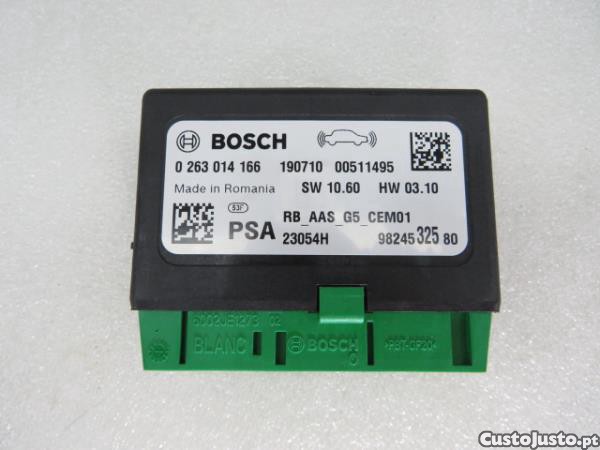 BOSCH
0 263 014 166 190710 00511495
Made in Romania SW 10.60 HW 03.10
53F
RB_AAS_G5_CEM01
PSA 23054H 98245 325 80
BLANC
BOSCH
CustoJusto.pt